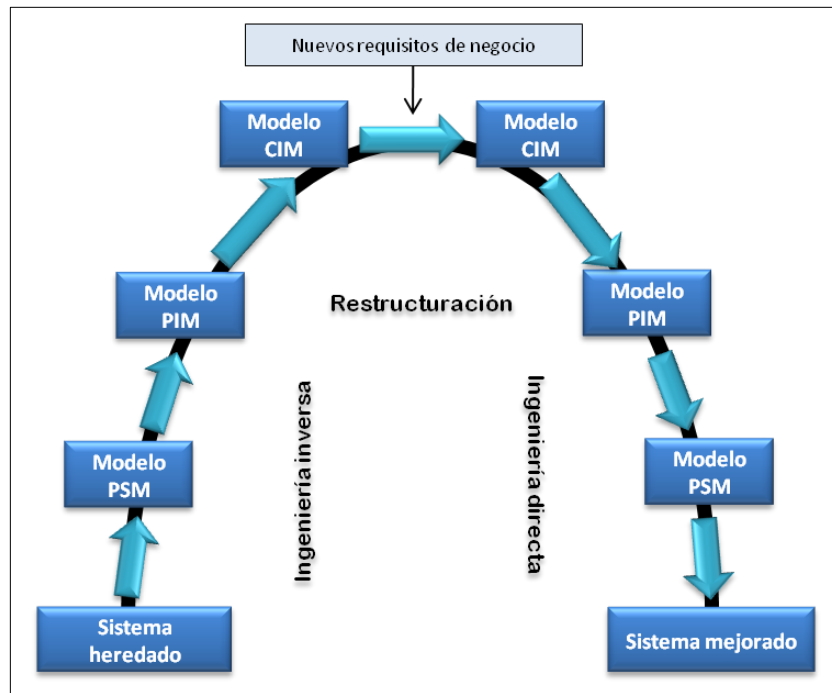 Nuevos requisitos de negocio
Modelo
CIM
Modelo
CIM
Modelo
PIM
Restructuración
Modelo
PIM
Ingeniería inversa
Ingeniería directa
Modelo
PSM
Modelo
PSM
Sistema
heredado
Sistema mejorado